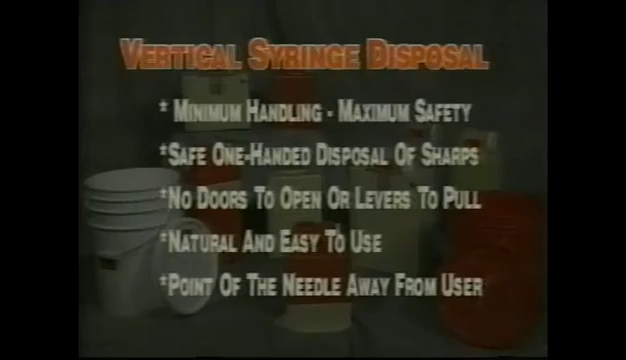 VERTICAL SYRINGE DISPOSAL
* MINIMUM HANDLING - MAXIMUM SAFETY
*SAFE ONE-HANDED DISPOSAL OF SHARPS
*NO DOORS TO OPEN OR LEVERS TO PULL
*NATURAL AND EASY TO USE
*POINT OF THE NEEDLE AWAY FROM USER